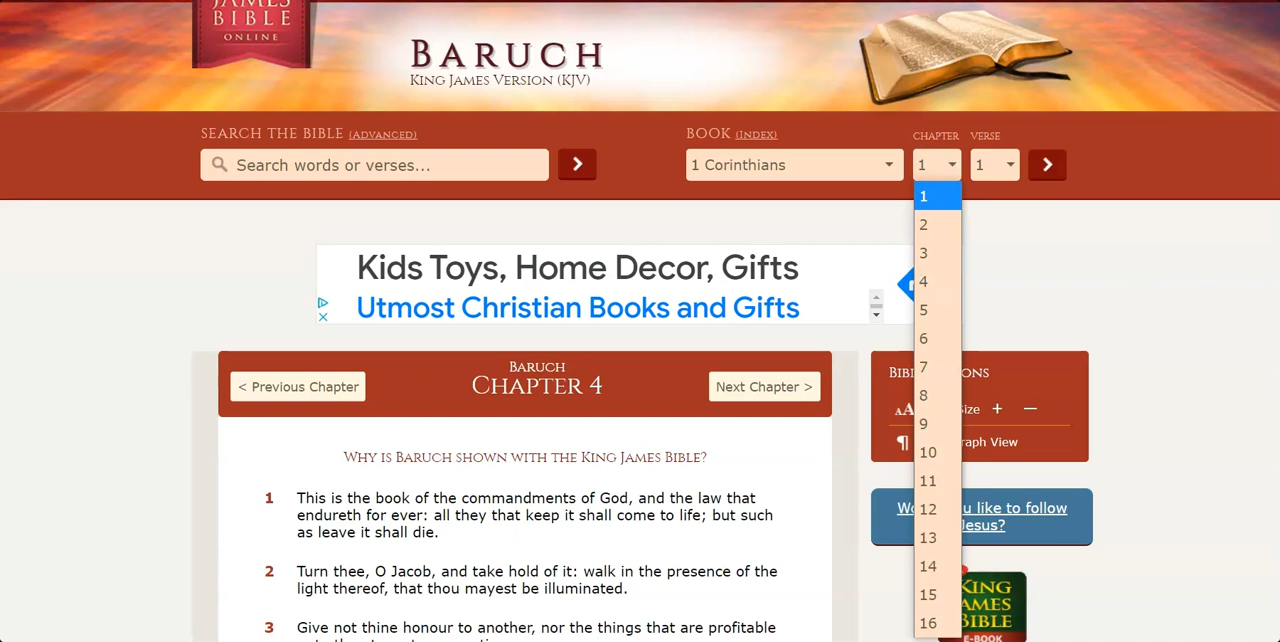 JAMES
BIBLE
ONLINE
BARUCH
KING JAMES VERSION (KJV)
SEARCH THE BIBLE (ADVANCED)
Search words or verses...
BOOK (INDEX)
CHAPTER
VERSE
1 Corinthians
1
1
1
2
3
4
5
6
7
8
9
10
11
12
13
14
15
16
Kids Toys, Home Decor, Gifts
Utmost Christian Books and Gifts
BARUCH
CHAPTER 4
< Previous Chapter
Next Chapter >
WHY IS BARUCH SHOWN WITH THE KING JAMES BIBLE?
1 This is the book of the commandments of God, and the law that
endureth for ever: all they that keep it shall come to life; but such
as leave it shall die.
2 Turn thee, O Jacob, and take hold of it: walk in the presence of the
light thereof, that thou mayest be illuminated.
3 Give not thine honour to another, nor the things that are profitable
AA
+
—
¶
View
like to follow
Jesus?
KING
JAMES
BIBLE
E-BOOK